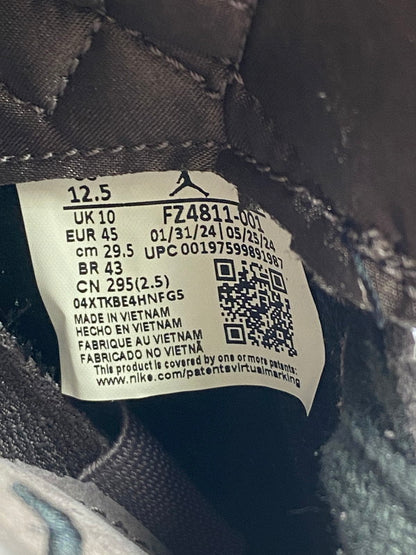 12.5
UK 10
EUR 45
cm 29.5
BR 43
CN 295(2.5)
FZ4811-001
01/31/24 | 05/25/24
UPC 00197599891987
04XTKBE4HNFG5
MADE IN VIETNAM
HECHO EN VIETNAM
FABRIQUE AU VIETNAM
FABRICADO NO VIETNÃ
This product is covered by one or more patents:
www.nike.com/patentsvirtualmarking